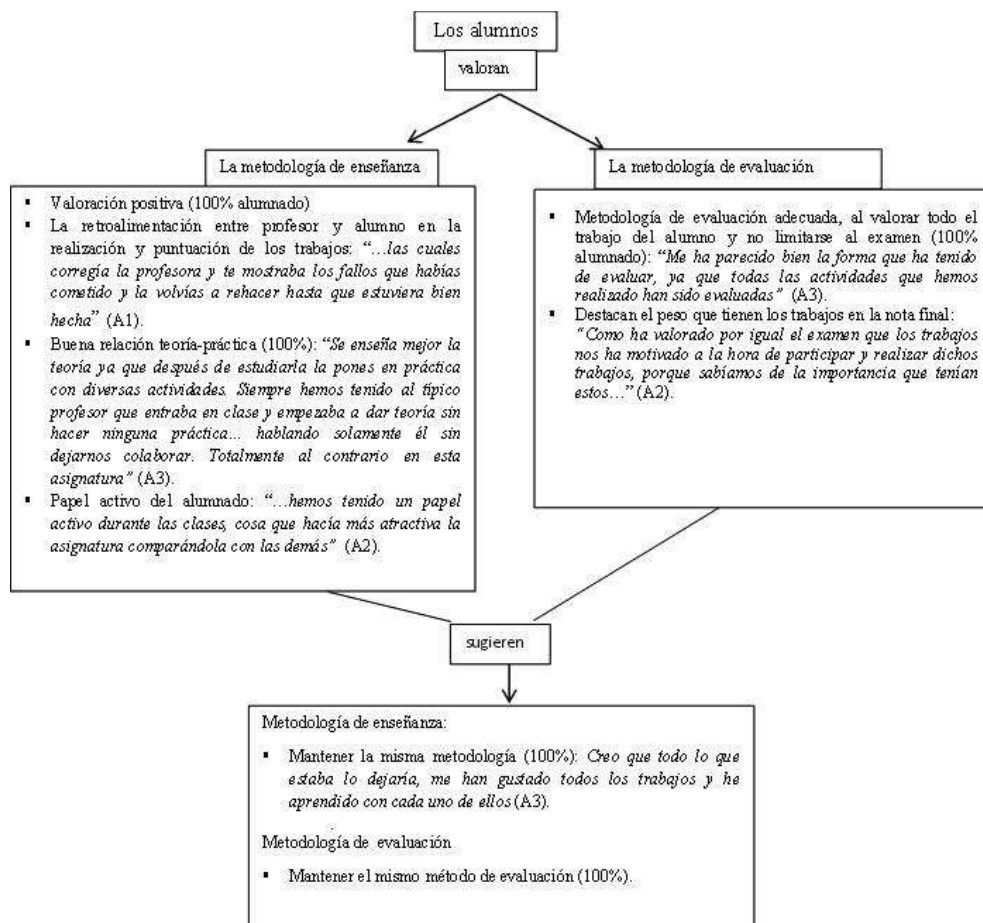 Los alumnos
valoran
La metodología de enseñanza
▪ Valoración positiva (100% alumnado)
▪ La retroalimentación entre profesor y alumno en la
realización y puntuación de los trabajos: “…las cuales
corregía la profesora y te mostraba los fallos que habías
cometido y la volvías a rehacer hasta que estuviera bien
hecha” (A1).
▪ Buena relación teoría-práctica (100%): “Se enseña mejor la
teoría ya que después de estudiarla la pones en práctica
con diversas actividades. Siempre hemos tenido al típico
profesor que entraba en clase y empezaba a dar teoría sin
hacer ninguna práctica... hablando solamente él sin
dejarnos colaborar. Totalmente al contrario en esta
asignatura” (A3).
▪ Papel activo del alumnado: “…hemos tenido un papel
activo durante las clases, cosa que hacía más atractiva la
asignatura comparándola con las demás” (A2).
La metodología de evaluación
▪ Metodología de evaluación adecuada, al valorar todo el
trabajo del alumno y no limitarse al examen (100%
alumnado): “Me ha parecido bien la forma que ha tenido
de evaluar, ya que todas las actividades que hemos
realizado han sido evaluadas” (A3).
▪ Destacan el peso que tienen los trabajos en la nota final:
“Como ha valorado por igual el examen que los trabajos
nos ha motivado a la hora de participar y realizar dichos
trabajos, porque sabíamos de la importancia que tenían
estos…” (A2).
sugieren
Metodología de enseñanza:
▪ Mantener la misma metodología (100%): Creo que todo lo que
estaba lo dejaría, me han gustado todos los trabajos y he
aprendido con cada uno de ellos (A3).
.
Metodología de evaluación
▪ Mantener el mismo método de evaluación (100%).